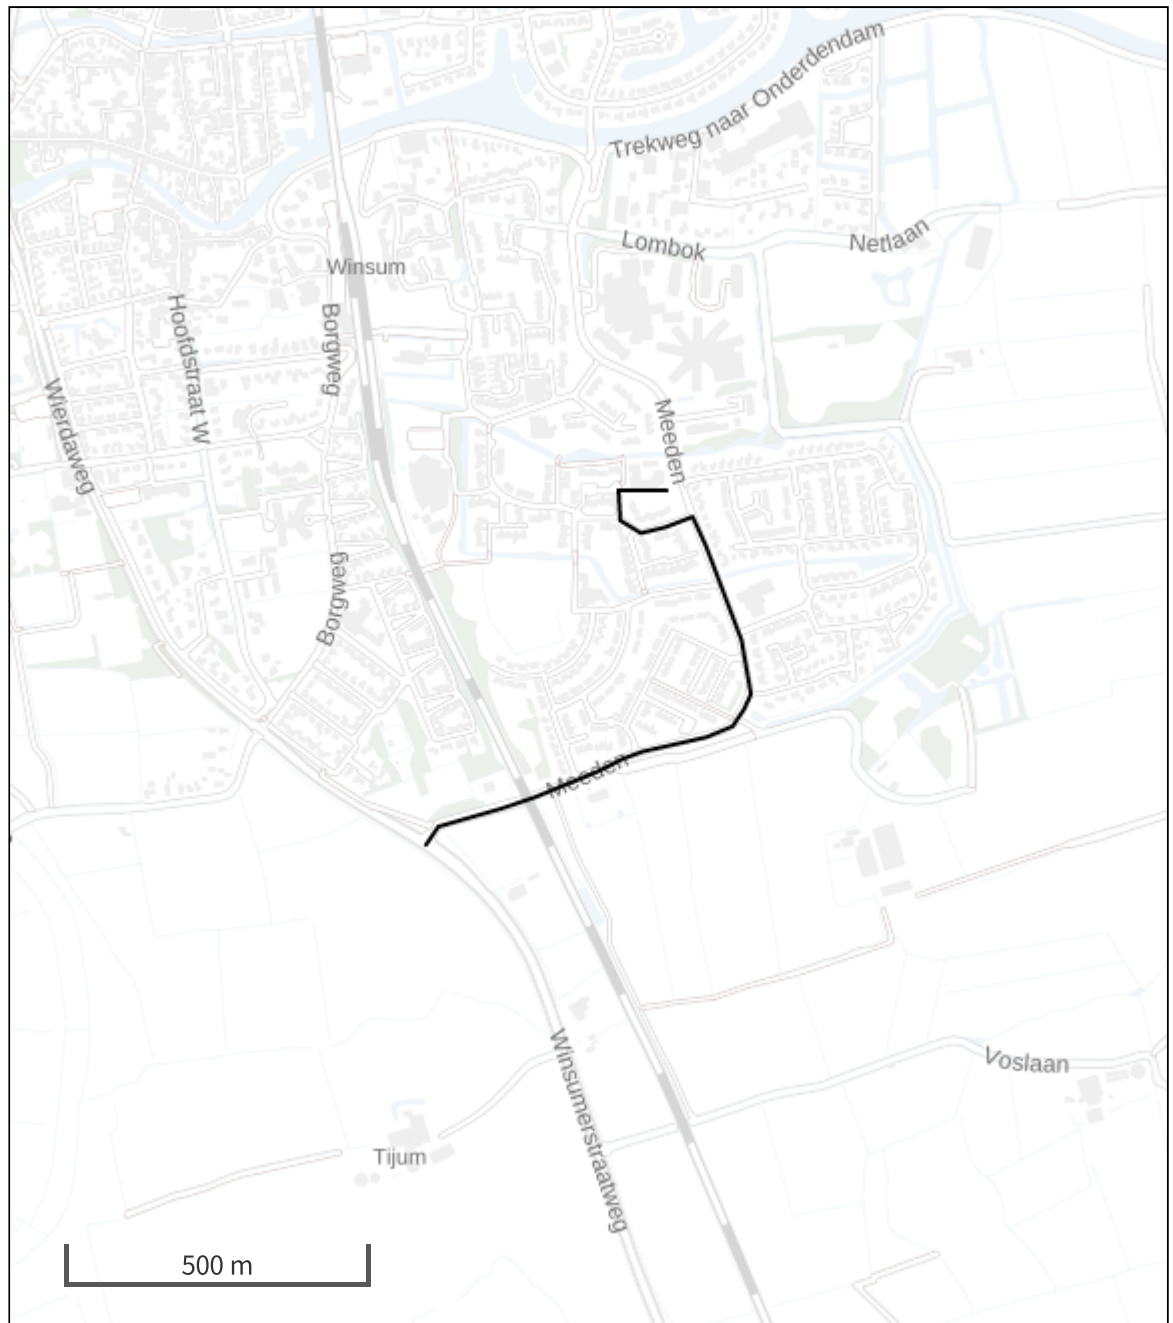 Trekweg naar Onderdendam
Lombok
Netlaan
Winsum
Hoofdstraat W
Borgweg
Wierdaweg
Meeden
Borgweg
Meeden
Winsumerstraatweg
Voslaan
Tijum
500 m